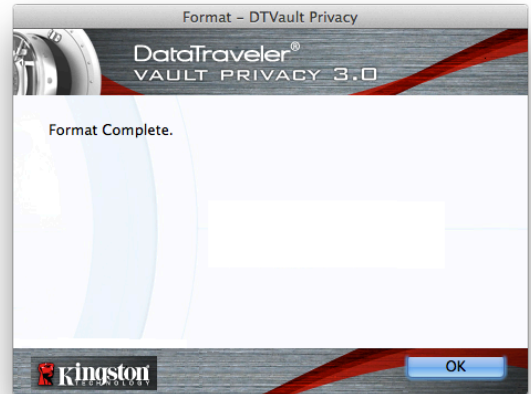 Format – DTVault Privacy
DataTraveler®
VAULT PRIVACY 3.0
Format Complete.
Kingston
TECHNOLOGY
OK